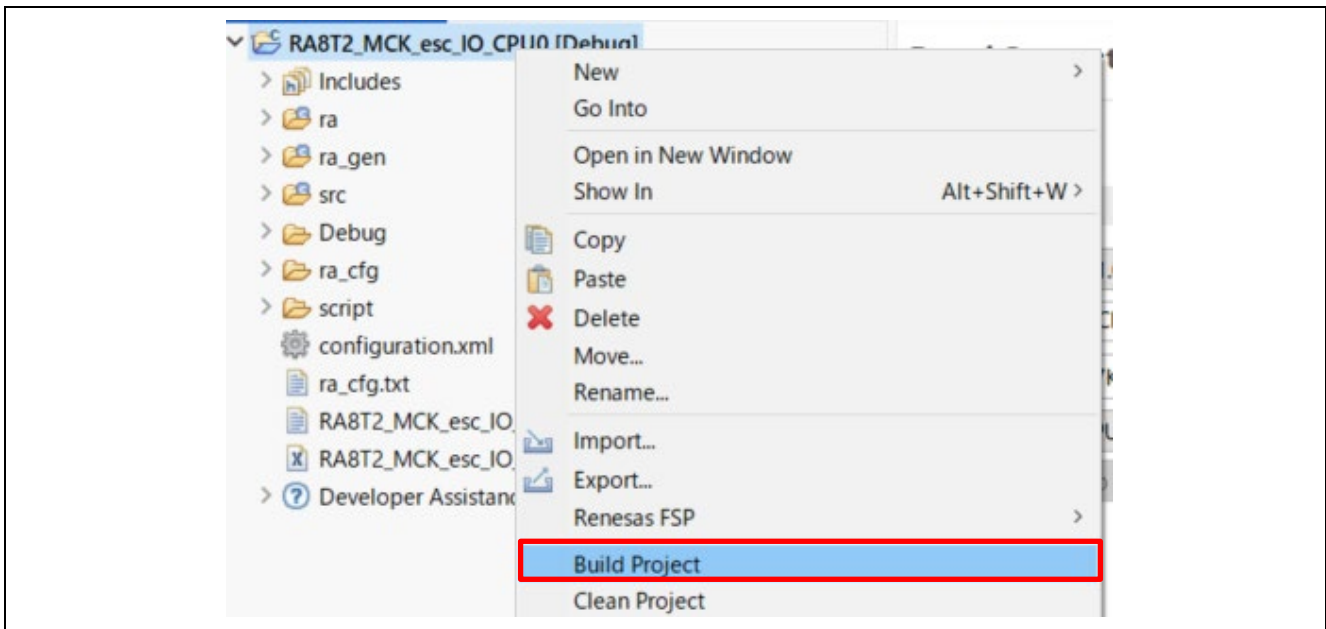 RA8T2_MCK_esc_IO_CPU0 [Debug]
Includes
ra
ra_gen
src
Debug
ra_cfg
script
configuration.xml
ra_cfg.txt
RA8T2_MCK_esc_IO_
RA8T2_MCK_esc_IO_
Developer Assistanc
New
Go Into
Open in New Window
Show In Alt+Shift+W >
Copy
Paste
Delete
Move...
Rename...
Import...
Export...
Renesas FSP
Build Project
Clean Project